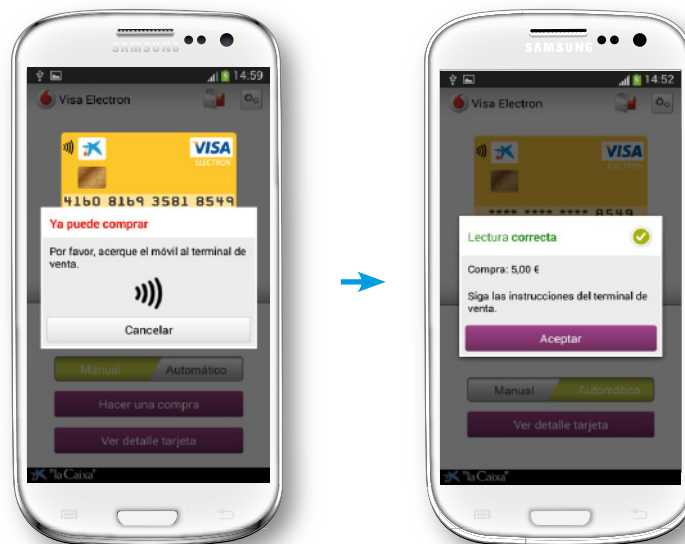 SAMSUNG
14:59
Visa Electron
VISA
ELECTRON
4160 8169 3581 8549
Ya puede comprar
Por favor, acerque el móvil al terminal de
venta.
Cancelar
Manual Automático
Hacer una compra
Ver detalle tarjeta
"la Caixa"
SAMSUNG
14:52
Visa Electron
VISA
ELECTRON
**** **** **** 8549
Lectura correcta
Compra: 5,00 €
Siga las instrucciones del terminal de
venta.
Aceptar
Manual Automático
Ver detalle tarjeta
"la Caixa"